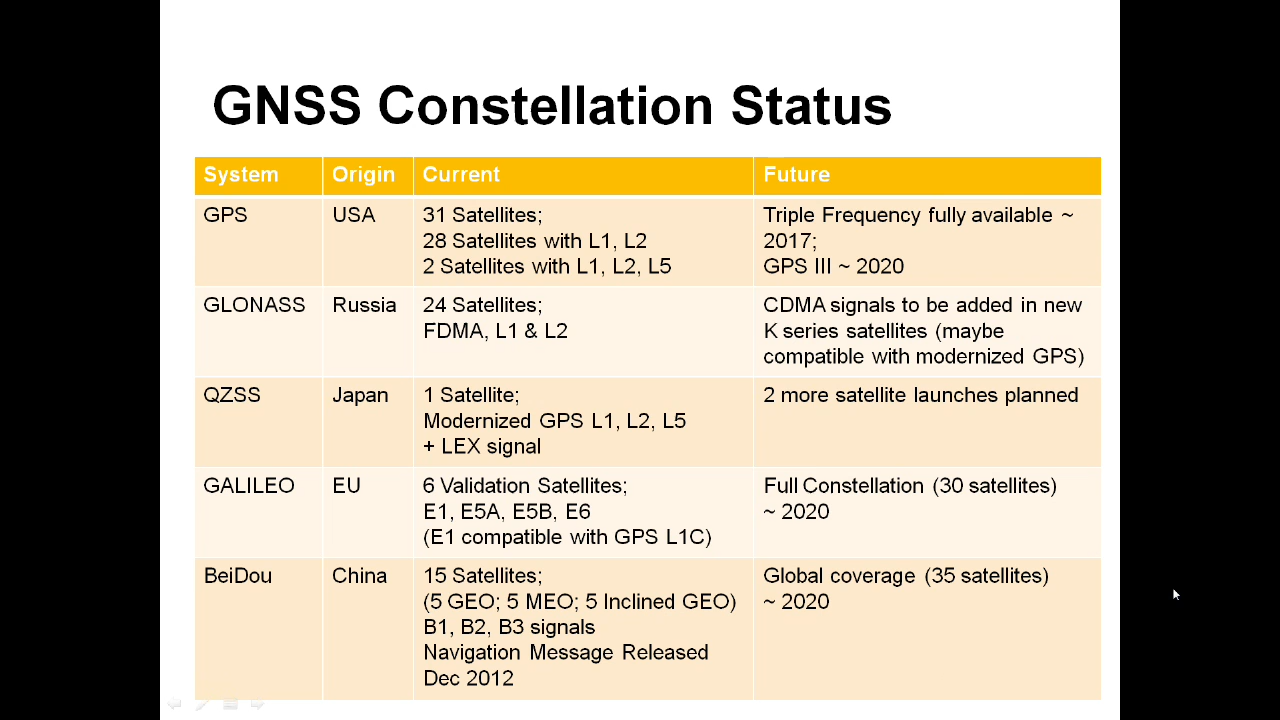 GNSS Constellation Status
System Origin Current Future
GPS USA 31 Satellites; Triple Frequency fully available ~
28 Satellites with L1, L2 2017;
2 Satellites with L1, L2, L5 GPS III ~ 2020
GLONASS Russia 24 Satellites; CDMA signals to be added in new
FDMA, L1 & L2 K series satellites (maybe
compatible with modernized GPS)
QZSS Japan 1 Satellite; 2 more satellite launches planned
Modernized GPS L1, L2, L5
+ LEX signal
GALILEO EU 6 Validation Satellites; Full Constellation (30 satellites)
E1, E5A, E5B, E6 ~ 2020
(E1 compatible with GPS L1C)
BeiDou China 15 Satellites; Global coverage (35 satellites)
(5 GEO; 5 MEO; 5 Inclined GEO) ~ 2020
B1, B2, B3 signals
Navigation Message Released
Dec 2012